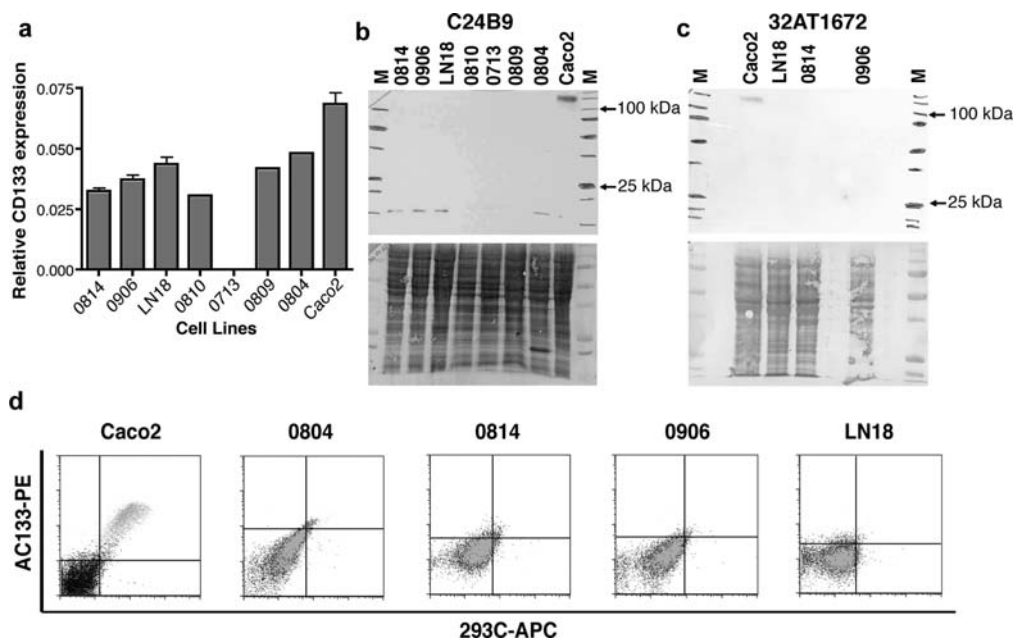 a
Relative CD133 expression
0.075
0.050
0.025
0.000
0814
0906
LN18
0810
0713
0809
0804
Caco2
Cell Lines
b
C24B9
M
0814
0906
LN18
0810
0713
0809
0804
Caco2
M
100 kDa
25 kDa
c
32AT1672
M
Caco2
LN18
0814
0906
M
100 kDa
25 kDa
d
Caco2 0804 0814 0906 LN18
AC133-PE
293C-APC